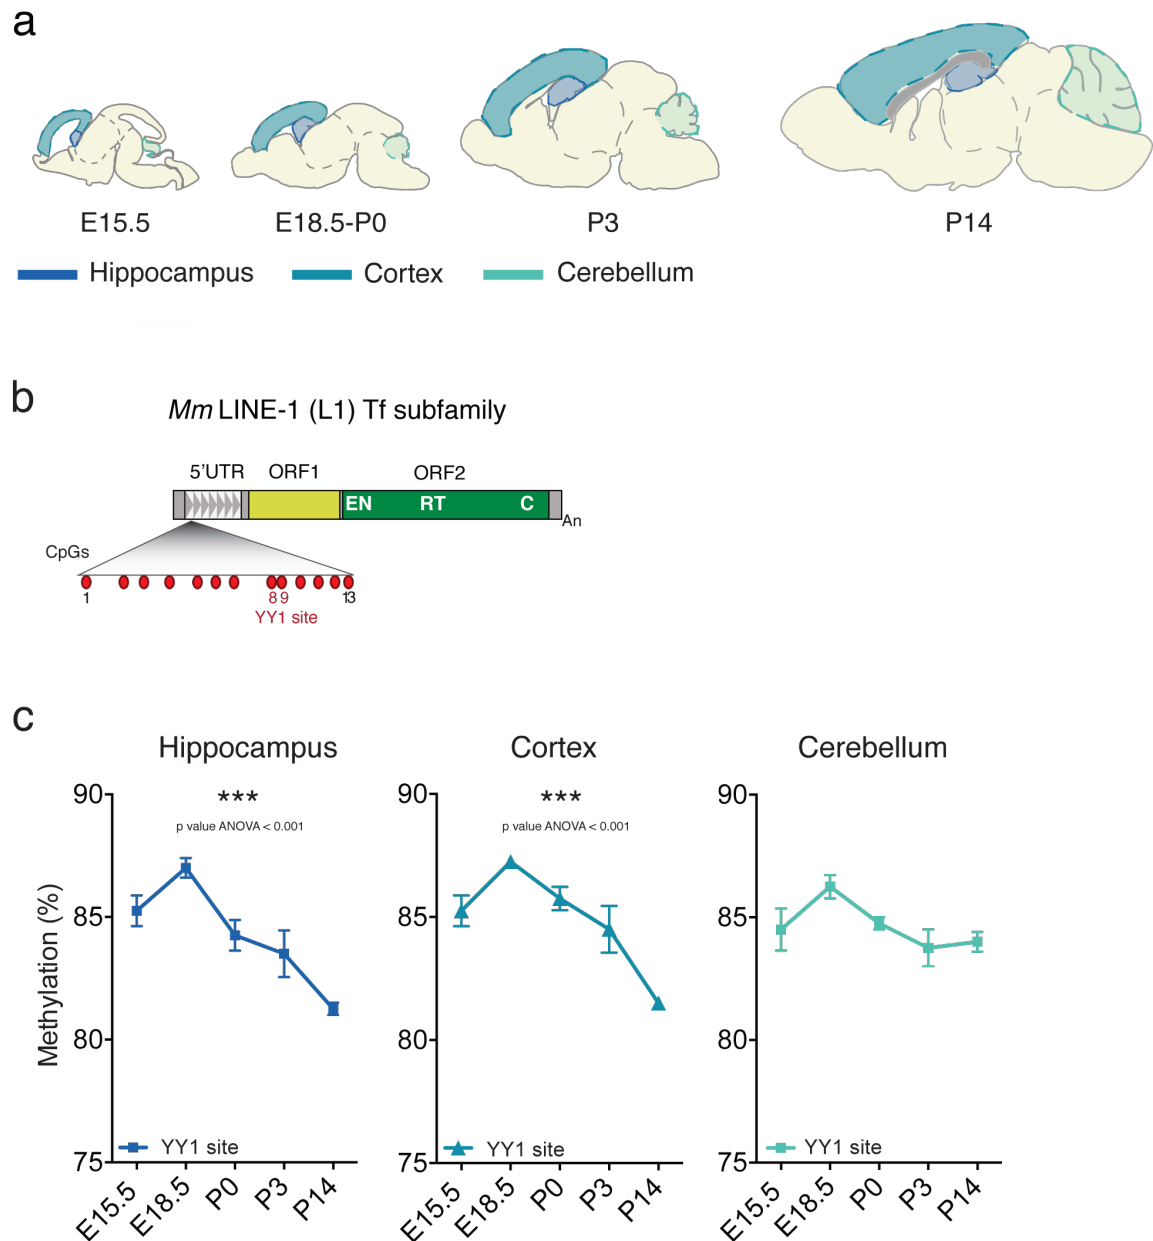 a
E15.5
E18.5-P0
P3
P14
Hippocampus
Cortex
Cerebellum
b
Mm LINE-1 (L1) Tf subfamily
5'UTR
ORF1
ORF2
EN
RT
C
An
CpGs
1
8 9
13
YY1 site
c
Hippocampus
Cortex
Cerebellum
Methylation (%)
90
85
80
75
***
p value ANOVA < 0.001
YY1 site
E15.5
E18.5
P0
P3
P14
90
85
80
75
***
p value ANOVA < 0.001
YY1 site
E15.5
E18.5
P0
P3
P14
90
85
80
75
YY1 site
E15.5
E18.5
P0
P3
P14